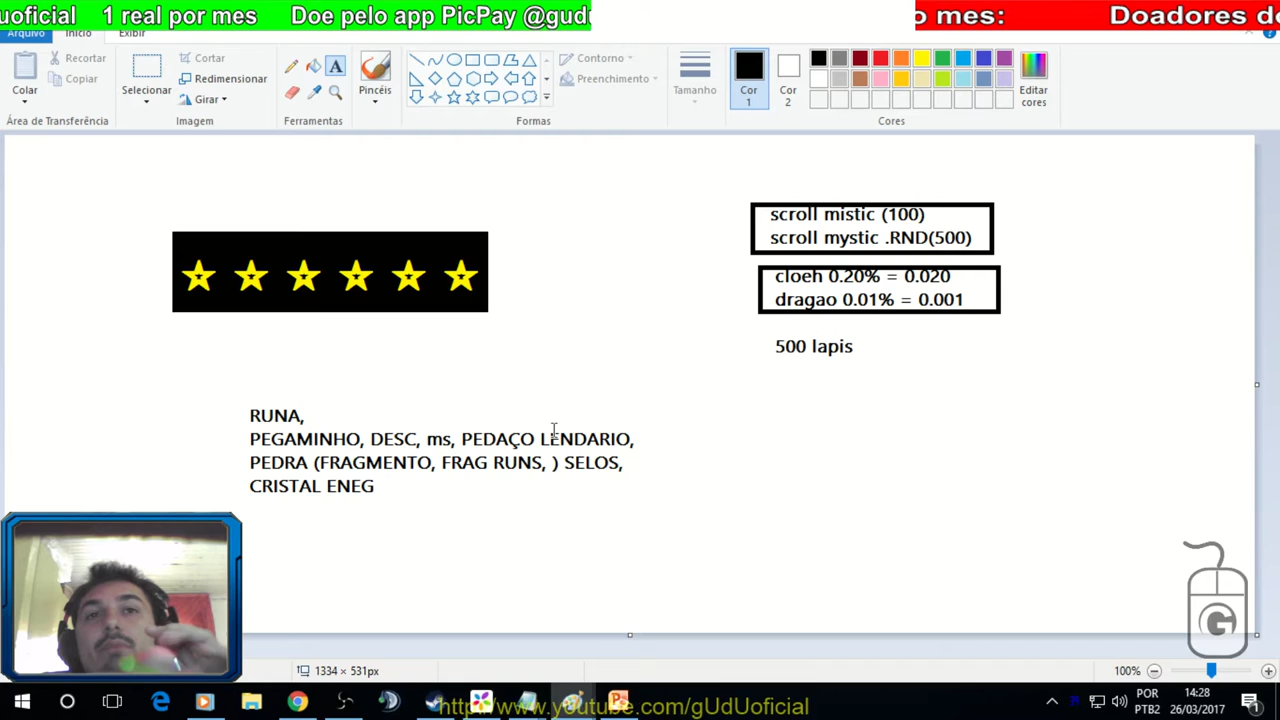 uoficial 1 real por mes Doe pelo app PicPay @gudu
o mes: Doadores do
Arquivo Início Exibir
Colar
Recortar
Copiar
Área de Transferência
Selecionar
Cortar
Redimensionar
Girar
Imagem
A
Ferramentas
Pincéis
Contorno
Preenchimento
Formas
Tamanho
Cor
1
Cor
2
Editar
cores
Cores
scroll mistic (100)
scroll mystic .RND(500)
cloeh 0.20% = 0.020
dragao 0.01% = 0.001
500 lapis
RUNA,
PEGAMINHO, DESC, ms, PEDAÇO LENDARIO,
PEDRA (FRAGMENTO, FRAG RUNS, ) SELOS,
CRISTAL ENEG
G
1334 × 531px
100%
http://www.youtube.com/gUdUoficial
POR
PTB2
14:28
26/03/2017